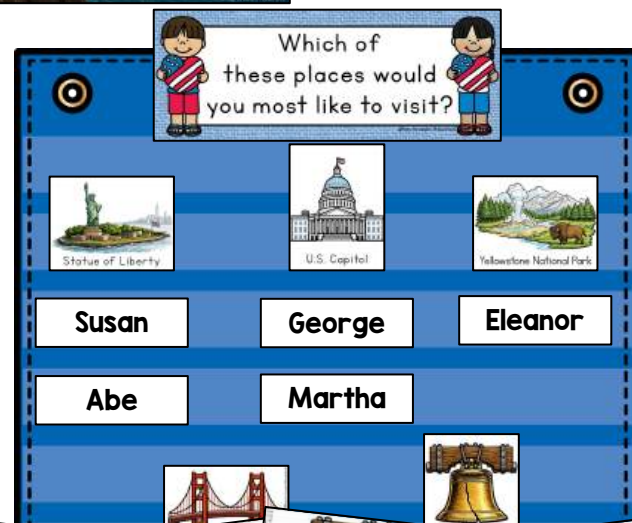 Which of
these places would
you most like to visit?
Statue of Liberty
U.S. Capitol
Yellowstone National Park
Susan
George
Eleanor
Abe
Martha